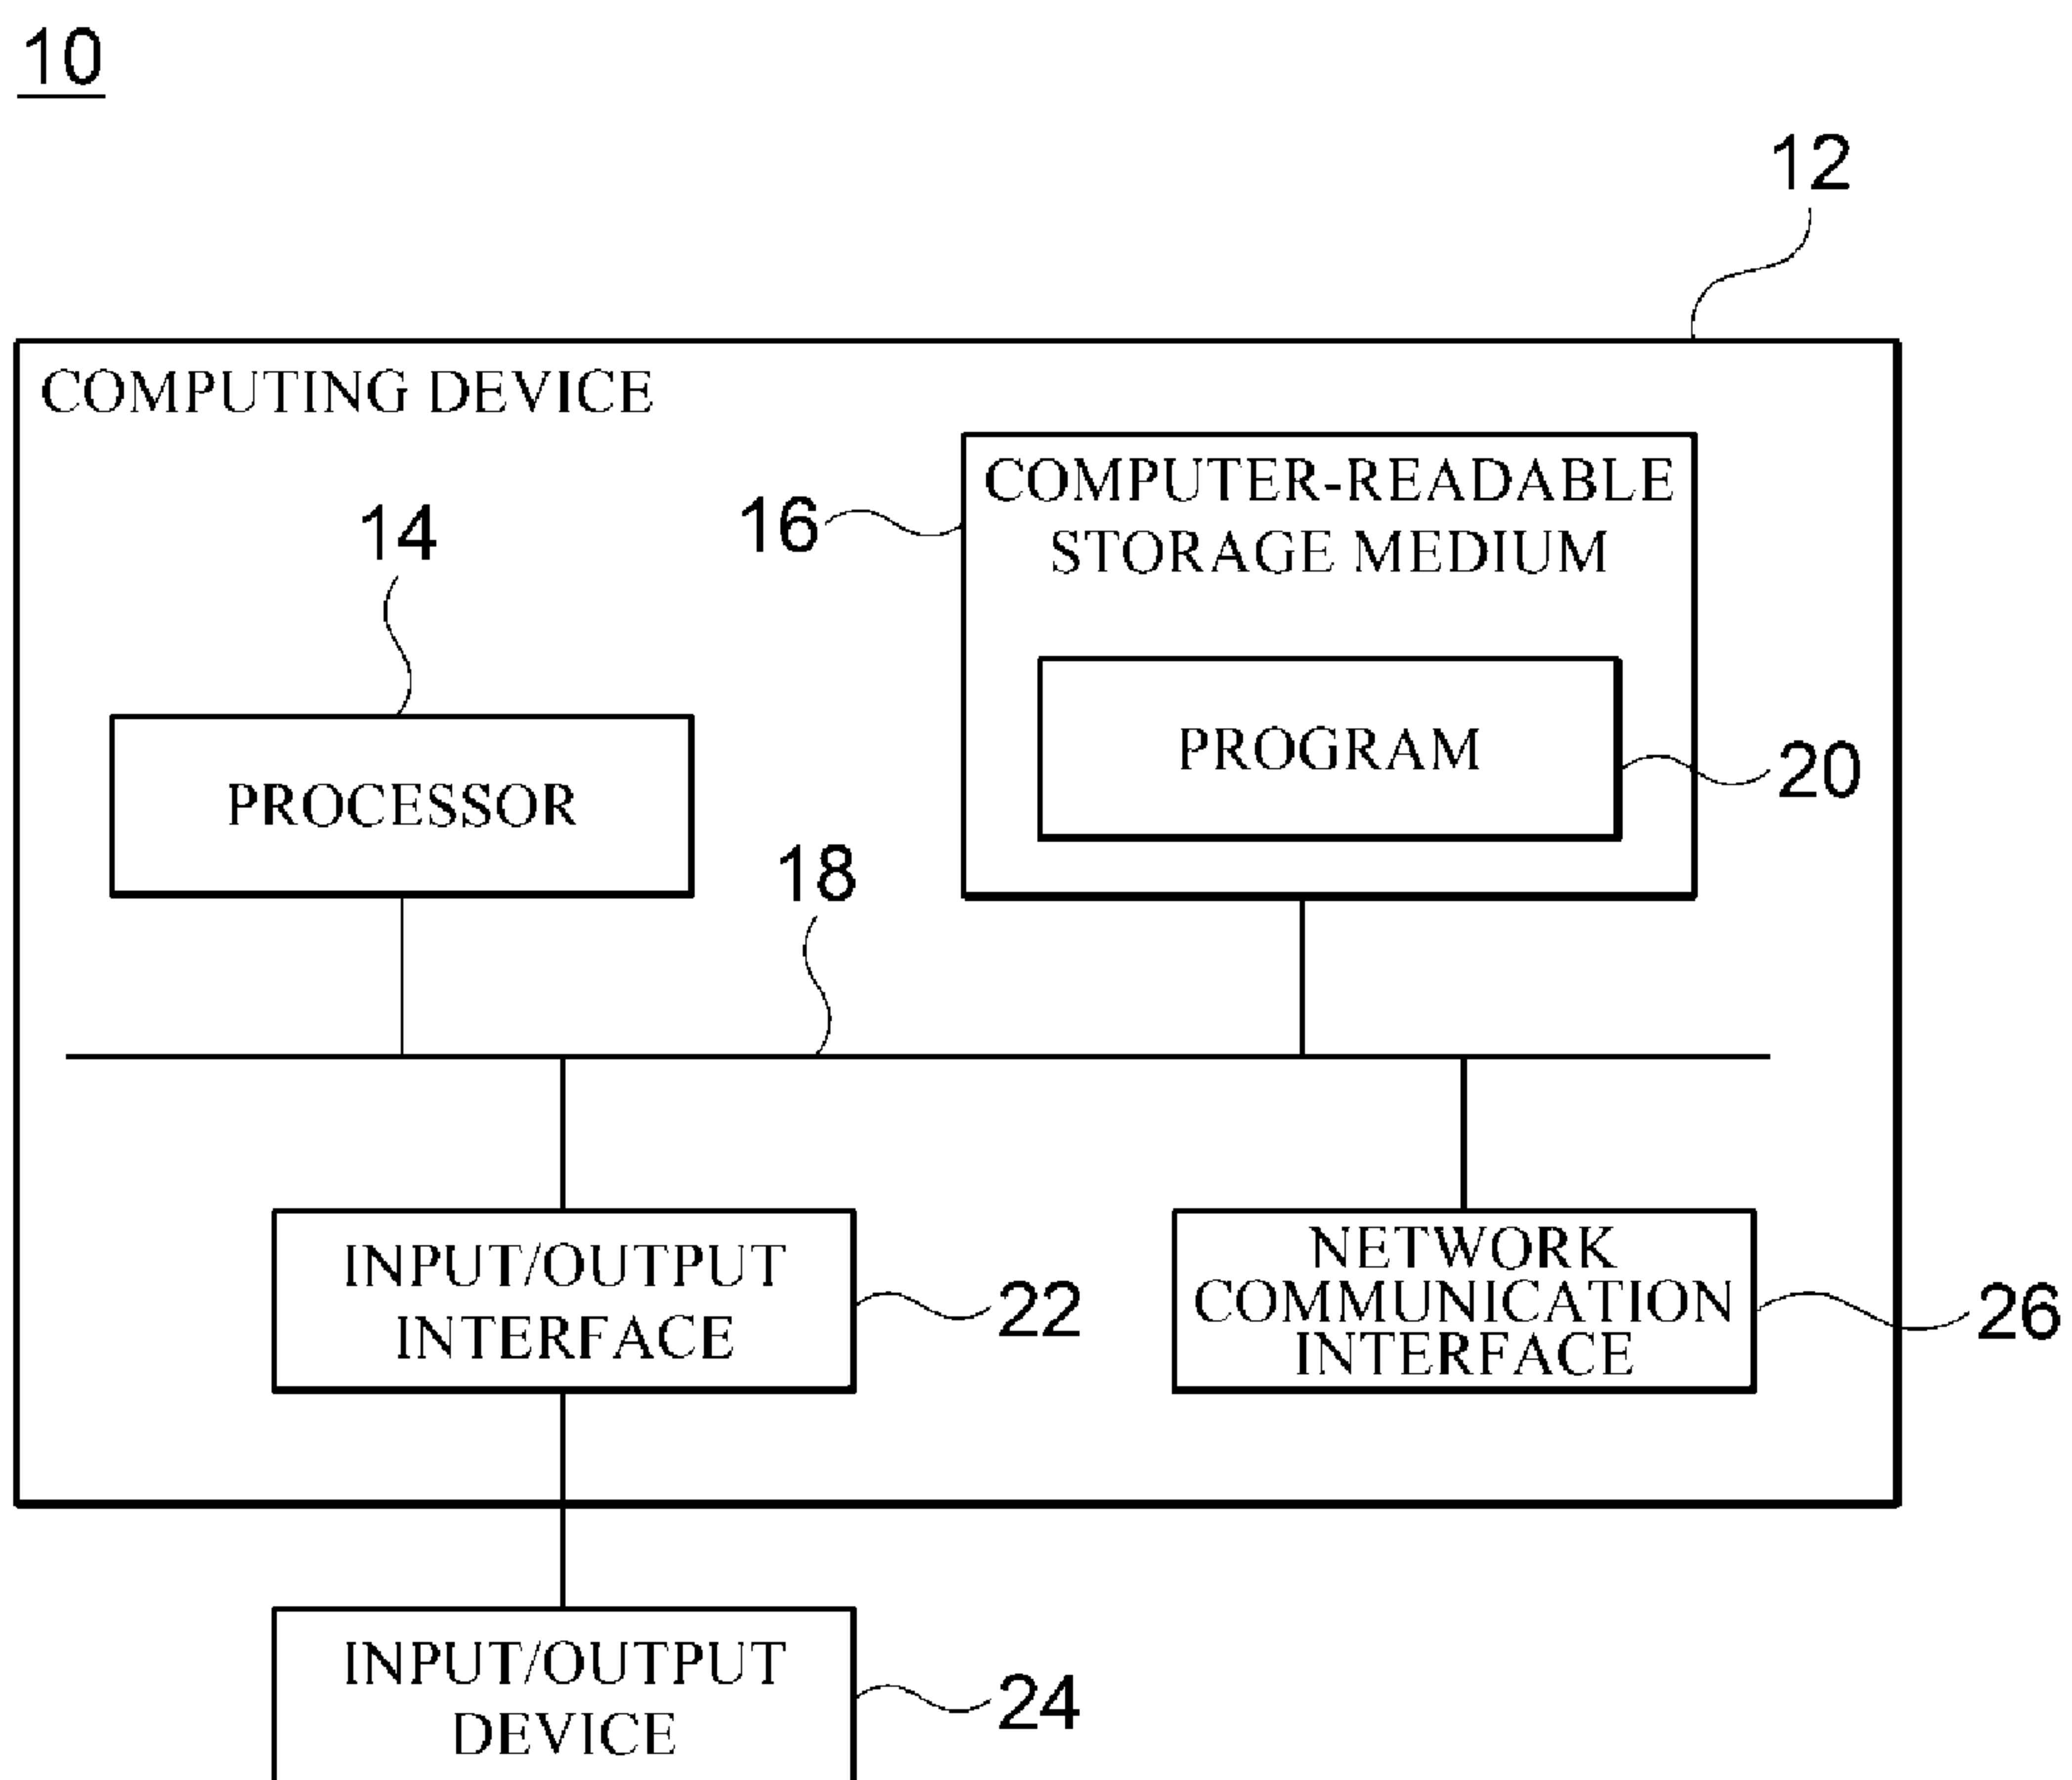 10
12
COMPUTING DEVICE
COMPUTER-READABLE
STORAGE MEDIUM
16
14
PROGRAM
20
PROCESSOR
18
INPUT/OUTPUT
INTERFACE
22
NETWORK
COMMUNICATION
INTERFACE
26
INPUT/OUTPUT
DEVICE
24